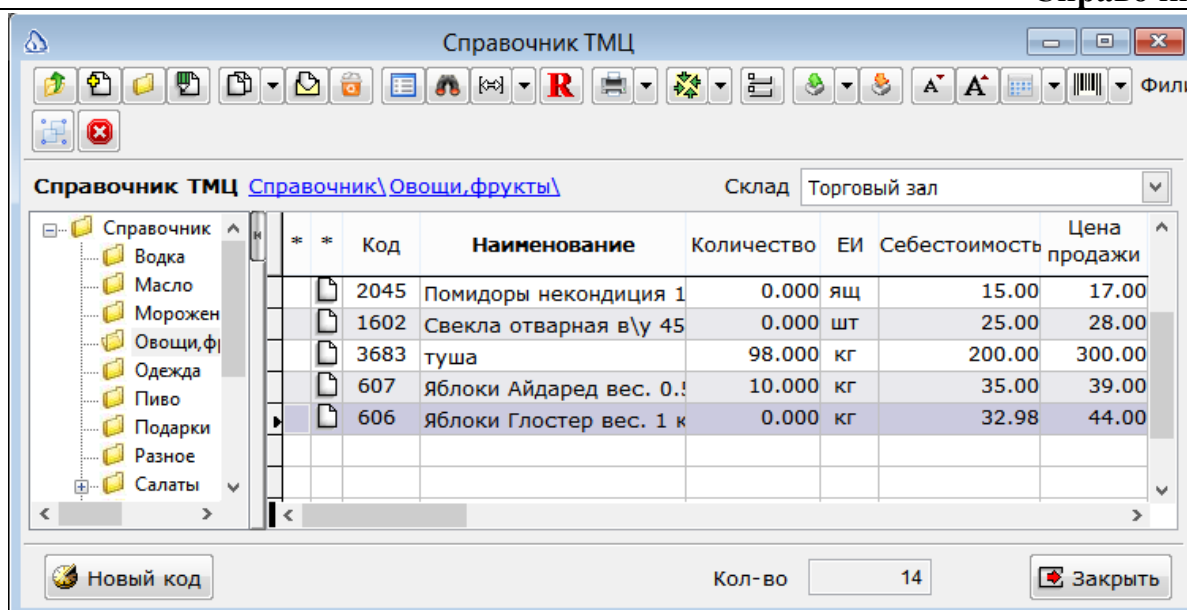 Справочник ТМЦ
R А А Фили
Справочник ТМЦ Справочник\ Овощи,фрукты\ Склад Торговый зал
Справочник
Водка
Масло
Морожен
Овощи,ф
Одежда
Пиво
Подарки
Разное
Салаты
* * Код Наименование Количество ЕИ Себестоимость Цена продажи
2045 Помидоры некондиция 1 0.000 ящ 15.00 17.00
1602 Свекла отварная в\у 45 0.000 шт 25.00 28.00
3683 туша 98.000 кг 200.00 300.00
607 Яблоки Айдаред вес. 0.5 10.000 кг 35.00 39.00
606 Яблоки Глостер вес. 1 к 0.000 кг 32.98 44.00
Новый код Кол-во 14 Закрыть